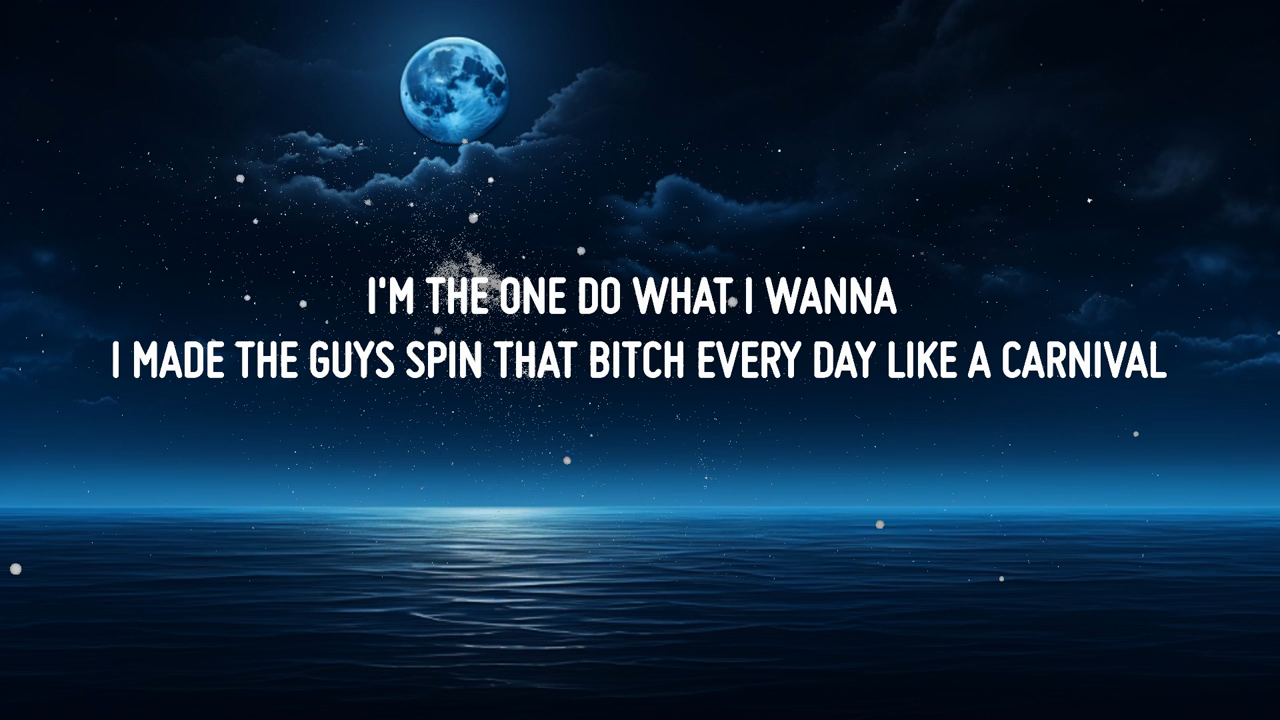 I'M THE ONE DO WHAT I WANNA
I MADE THE GUYS SPIN THAT BITCH EVERY DAY LIKE A CARNIVAL